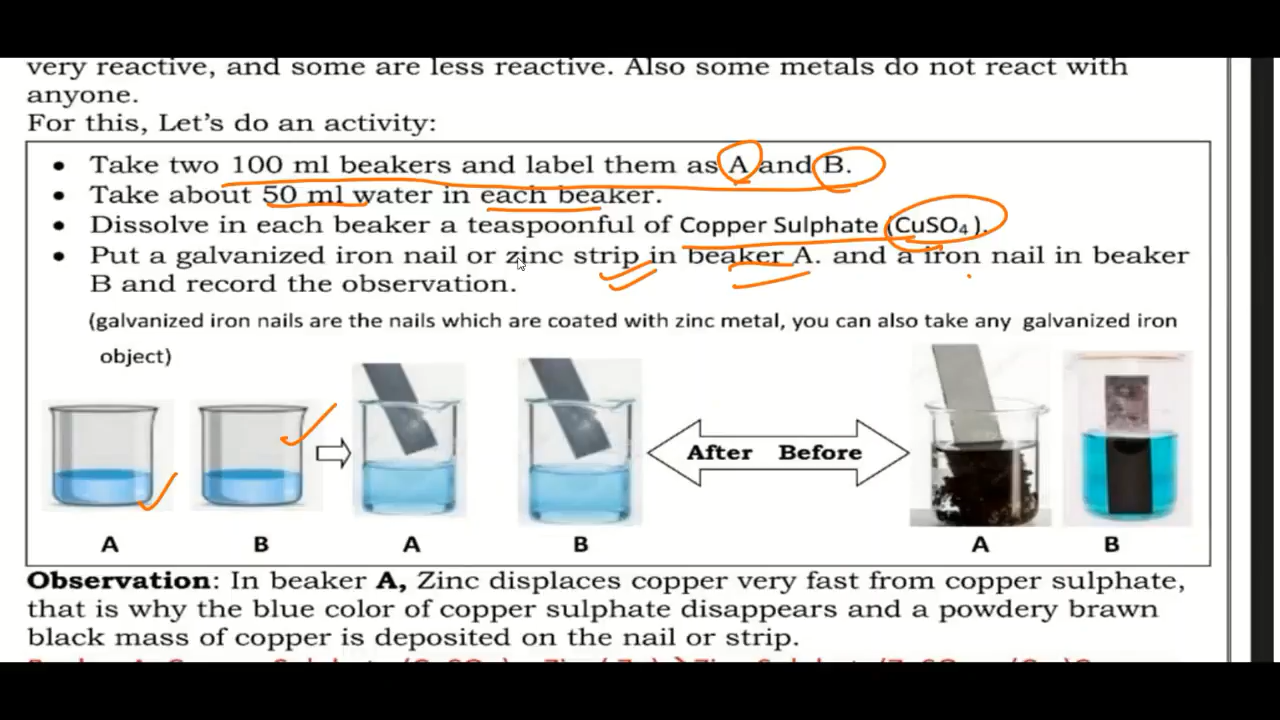 very reactive, and some are less reactive. Also some metals do not react with
anyone.
For this, Let's do an activity:
• Take two 100 ml beakers and label them as A and B.
• Take about 50 ml water in each beaker.
• Dissolve in each beaker a teaspoonful of Copper Sulphate (CuSO₄).
• Put a galvanized iron nail or zinc strip in beaker A. and a iron nail in beaker
B and record the observation.
(galvanized iron nails are the nails which are coated with zinc metal, you can also take any galvanized iron
object)
After Before
A B A B A B
Observation: In beaker A, Zinc displaces copper very fast from copper sulphate,
that is why the blue color of copper sulphate disappears and a powdery brawn
black mass of copper is deposited on the nail or strip.